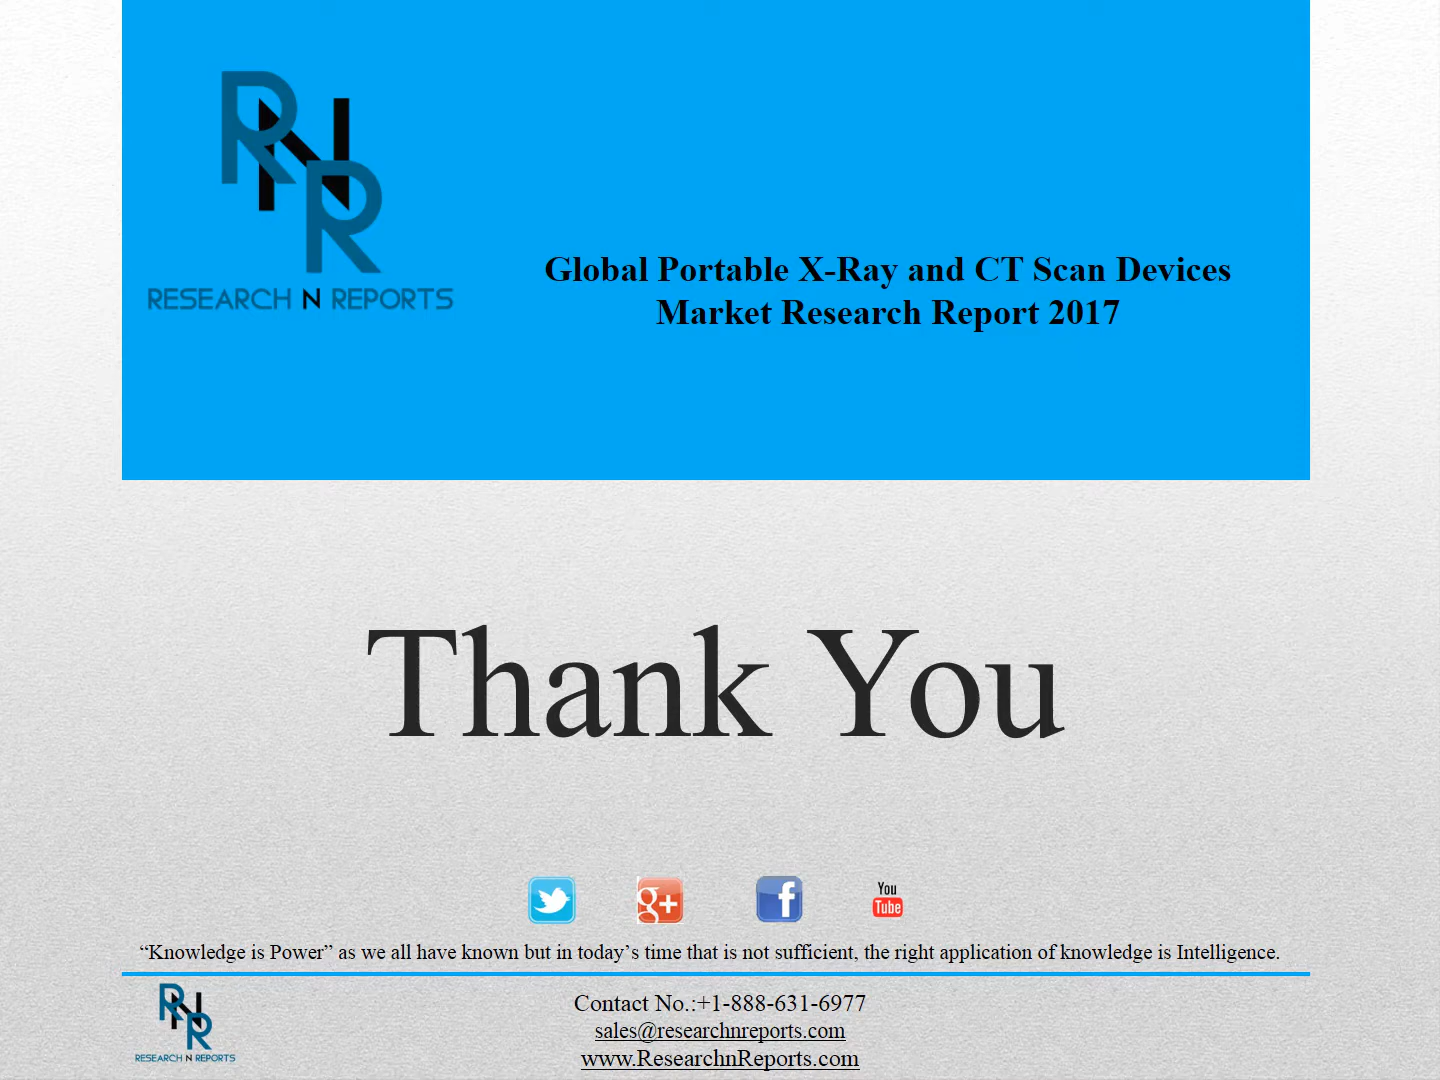 RNR
RESEARCH N REPORTS
Global Portable X-Ray and CT Scan Devices
Market Research Report 2017
Thank You
g+
f
You
Tube
“Knowledge is Power” as we all have known but in today’s time that is not sufficient, the right application of knowledge is Intelligence.
RNR
RESEARCH N REPORTS
Contact No.:+1-888-631-6977
sales@researchnreports.com
www.ResearchnReports.com